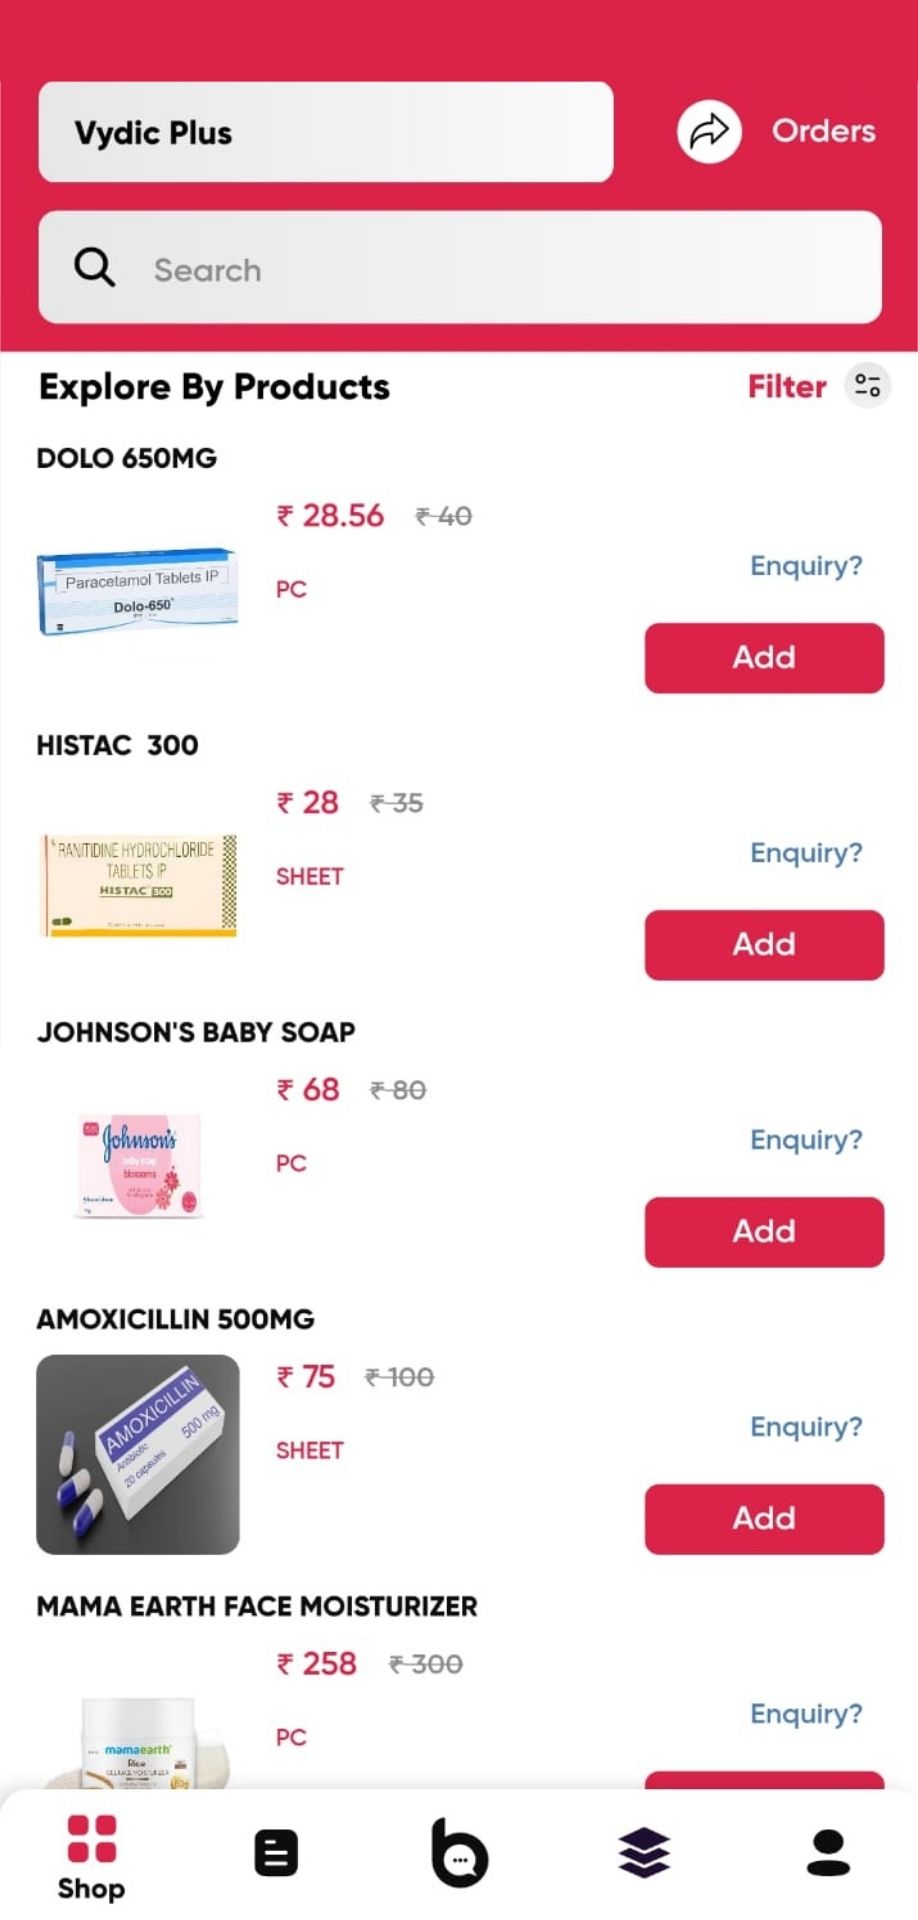 Vydic Plus
Orders
Search
Explore By Products
Filter
DOLO 650MG
₹ 28.56 ₹ 40
Paracetamol Tablets IP
Dolo-650
PC
Enquiry?
Add
HISTAC 300
₹ 28 ₹ 35
RANITIDINE HYDROCHLORIDE
TABLETS IP
HISTAC 300
SHEET
Enquiry?
Add
JOHNSON'S BABY SOAP
₹ 68 ₹ 80
Johnson's
baby soap
blossoms
PC
Enquiry?
Add
AMOXICILLIN 500MG
₹ 75 ₹ 100
AMOXICILLIN
Antibiotic 500 mg
20 capsules
SHEET
Enquiry?
Add
MAMA EARTH FACE MOISTURIZER
₹ 258 ₹ 300
mamaearth
Rice
PC
Enquiry?
Shop